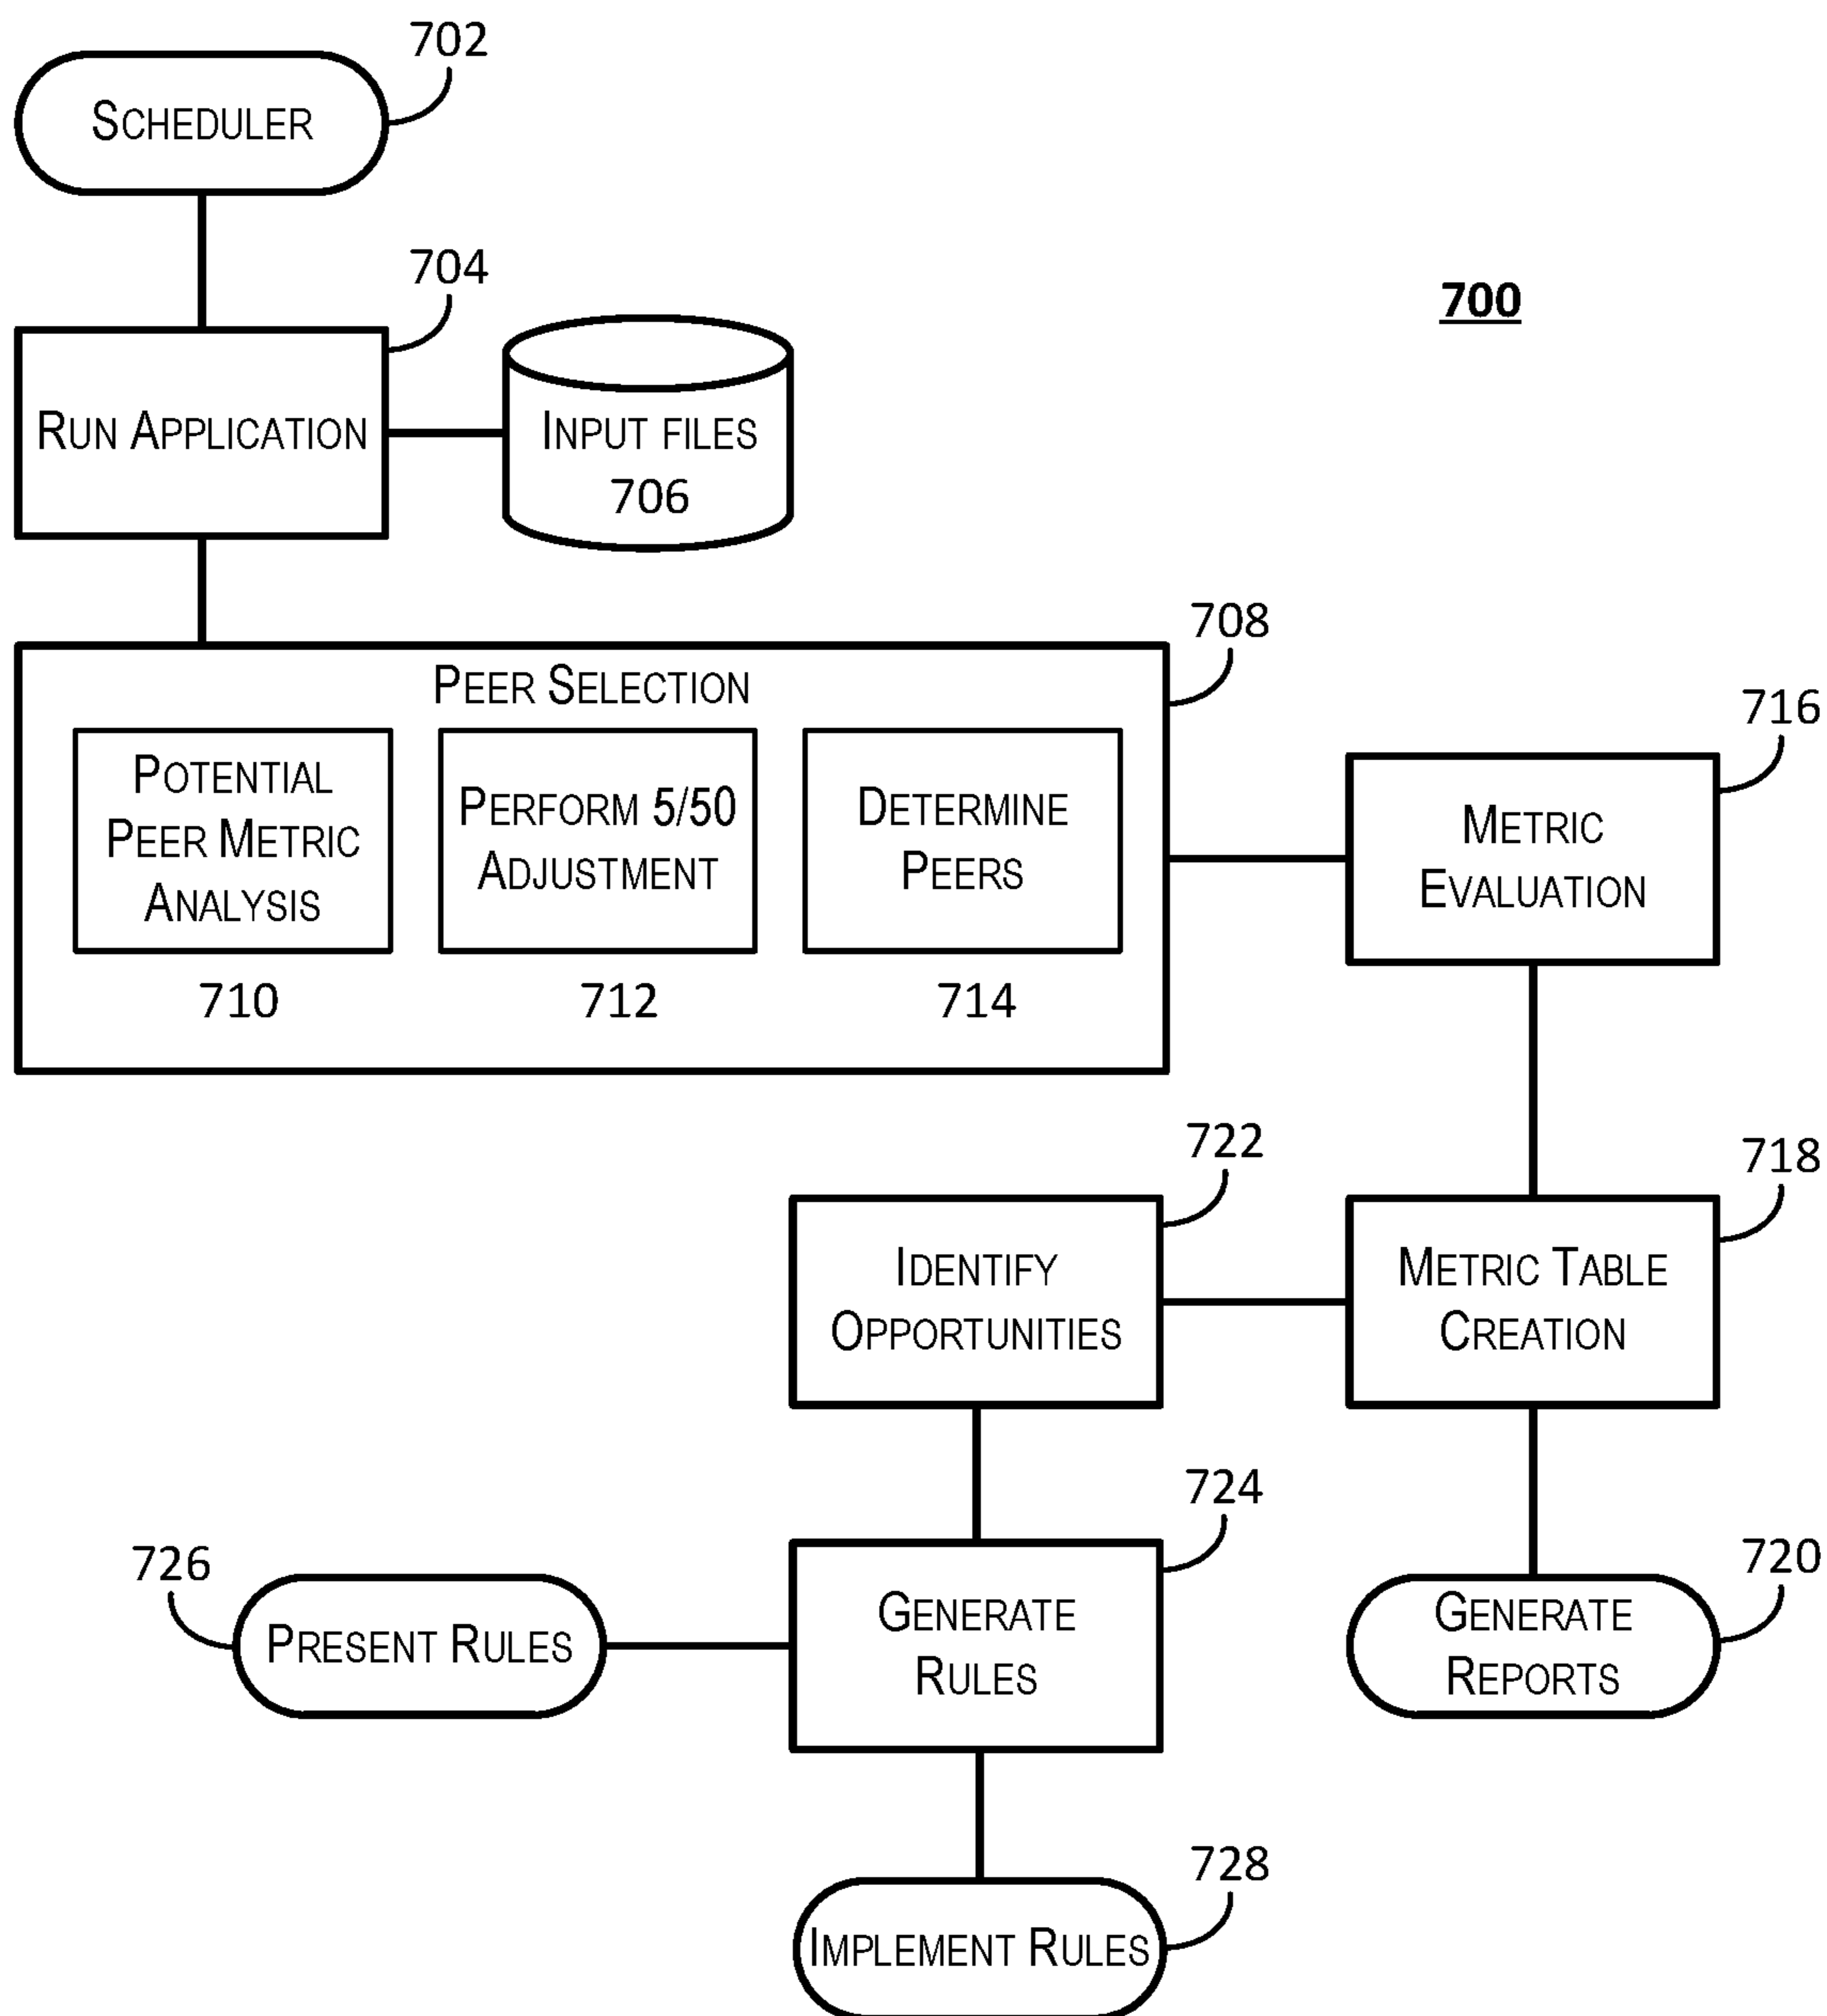 702
SCHEDULER
704
700
RUN APPLICATION
INPUT FILES
706
708
PEER SELECTION
716
POTENTIAL
PEER METRIC
ANALYSIS
PERFORM 5/50
ADJUSTMENT
DETERMINE
PEERS
METRIC
EVALUATION
710
712
714
722
718
IDENTIFY
OPPORTUNITIES
METRIC TABLE
CREATION
724
726
720
PRESENT RULES
GENERATE
RULES
GENERATE
REPORTS
728
IMPLEMENT RULES